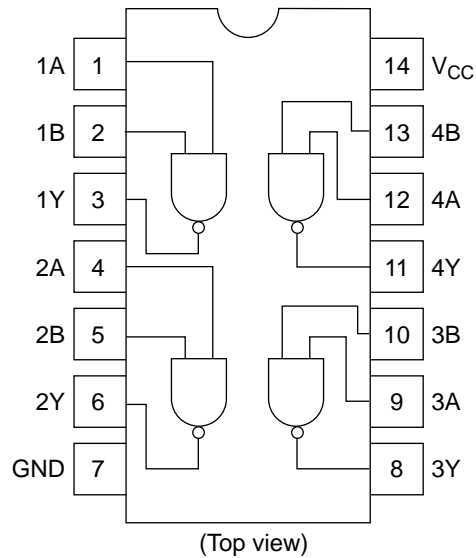 1A 1 14 VCC
1B 2 13 4B
1Y 3 12 4A
2A 4 11 4Y
2B 5 10 3B
2Y 6 9 3A
GND 7 8 3Y
(Top view)